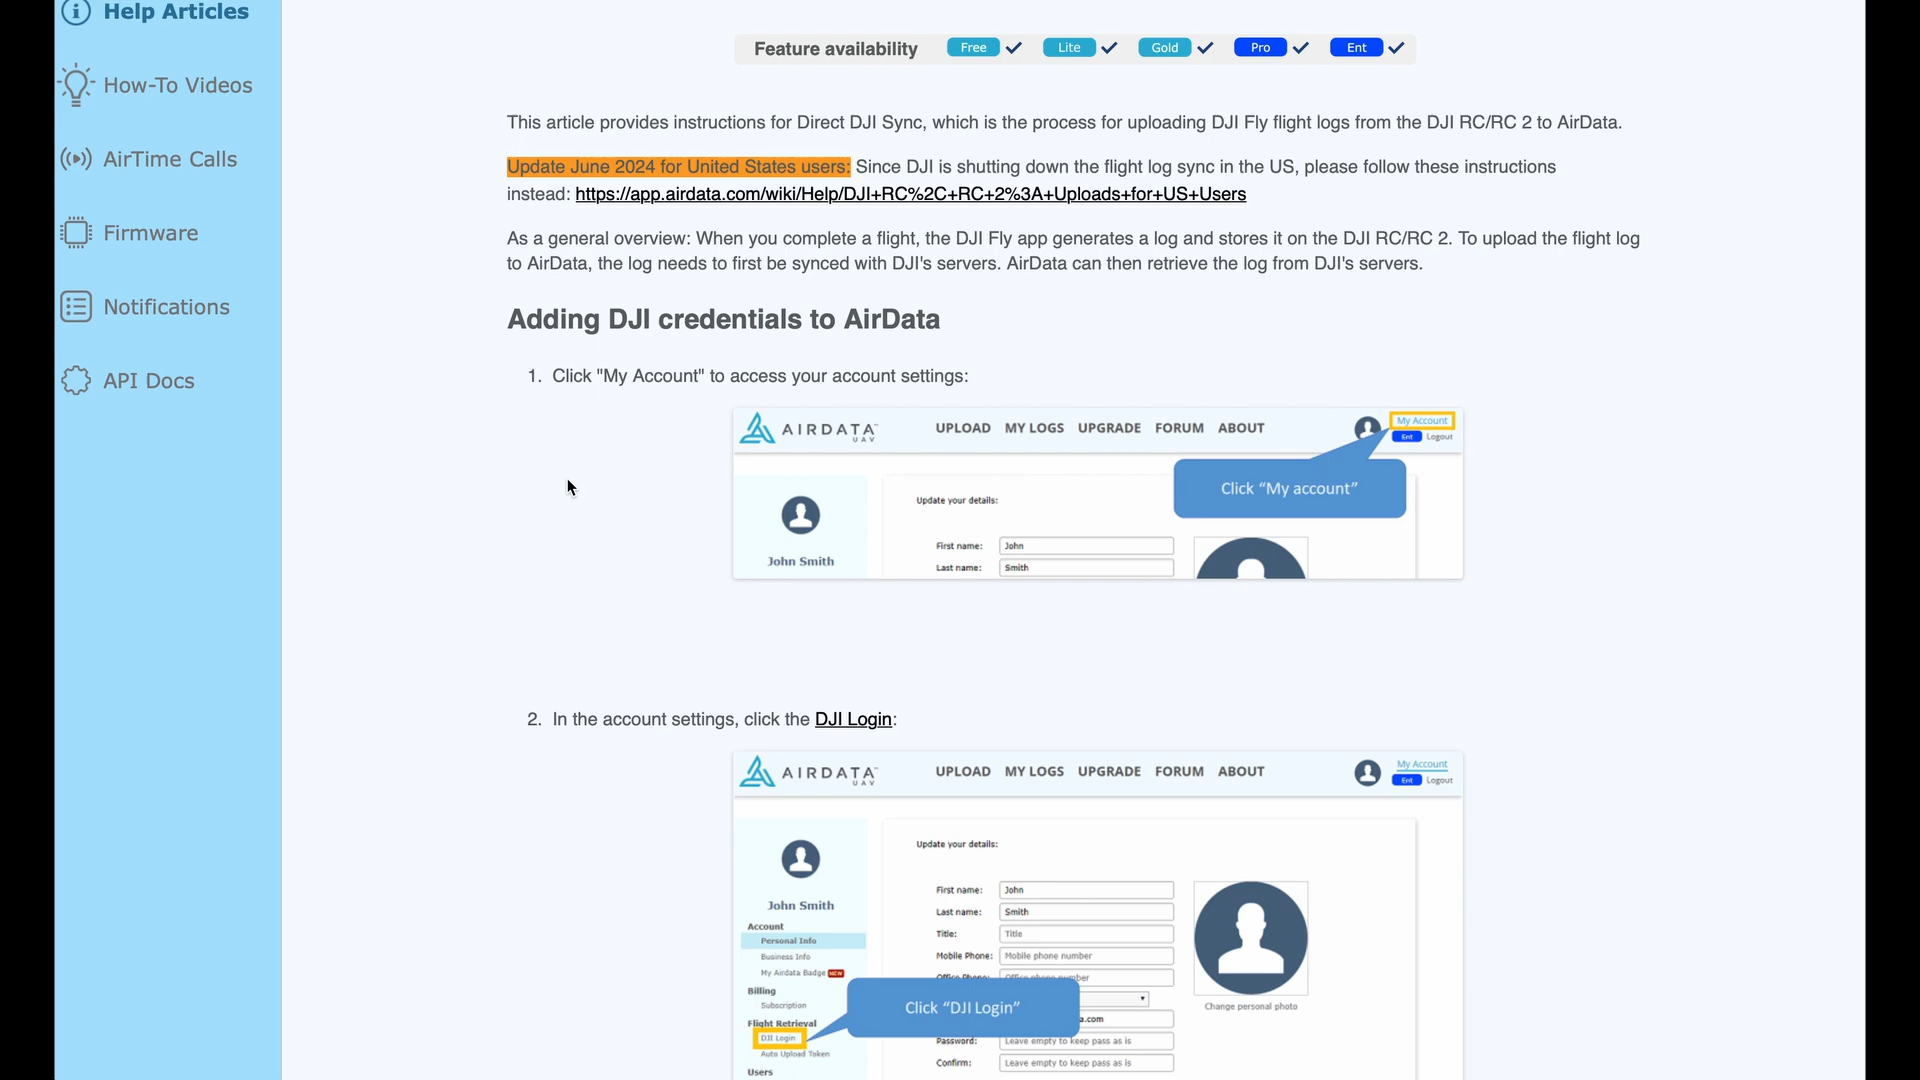 Help Articles
How-To Videos
AirTime Calls
Firmware
Notifications
API Docs
Feature availability Free Lite Gold Pro Ent
This article provides instructions for Direct DJI Sync, which is the process for uploading DJI Fly flight logs from the DJI RC/RC 2 to AirData.
Update June 2024 for United States users: Since DJI is shutting down the flight log sync in the US, please follow these instructions
instead: https://app.airdata.com/wiki/Help/DJI+RC%2C+RC+2%3A+Uploads+for+US+Users
As a general overview: When you complete a flight, the DJI Fly app generates a log and stores it on the DJI RC/RC 2. To upload the flight log
to AirData, the log needs to first be synced with DJI's servers. AirData can then retrieve the log from DJI's servers.
Adding DJI credentials to AirData
1. Click "My Account" to access your account settings:
AIRDATA UAV UPLOAD MY LOGS UPGRADE FORUM ABOUT My Account
Ent Logout
Click “My account”
Update your details:
John Smith
First name: John
Last name: Smith
2. In the account settings, click the DJI Login:
AIRDATA UAV UPLOAD MY LOGS UPGRADE FORUM ABOUT My Account
Ent Logout
John Smith
Account
Personal Info
Business Info
My Airdata Badge NEW
Billing
Subscription
Flight Retrieval
DJI Login
Auto Upload Token
Users
Click “DJI Login”
Update your details:
First name: John
Last name: Smith
Title: Title
Mobile Phone: Mobile phone number
Office Phone: Office phone number
a.com
Password: Leave empty to keep pass as is
Confirm: Leave empty to keep pass as is
Change personal photo